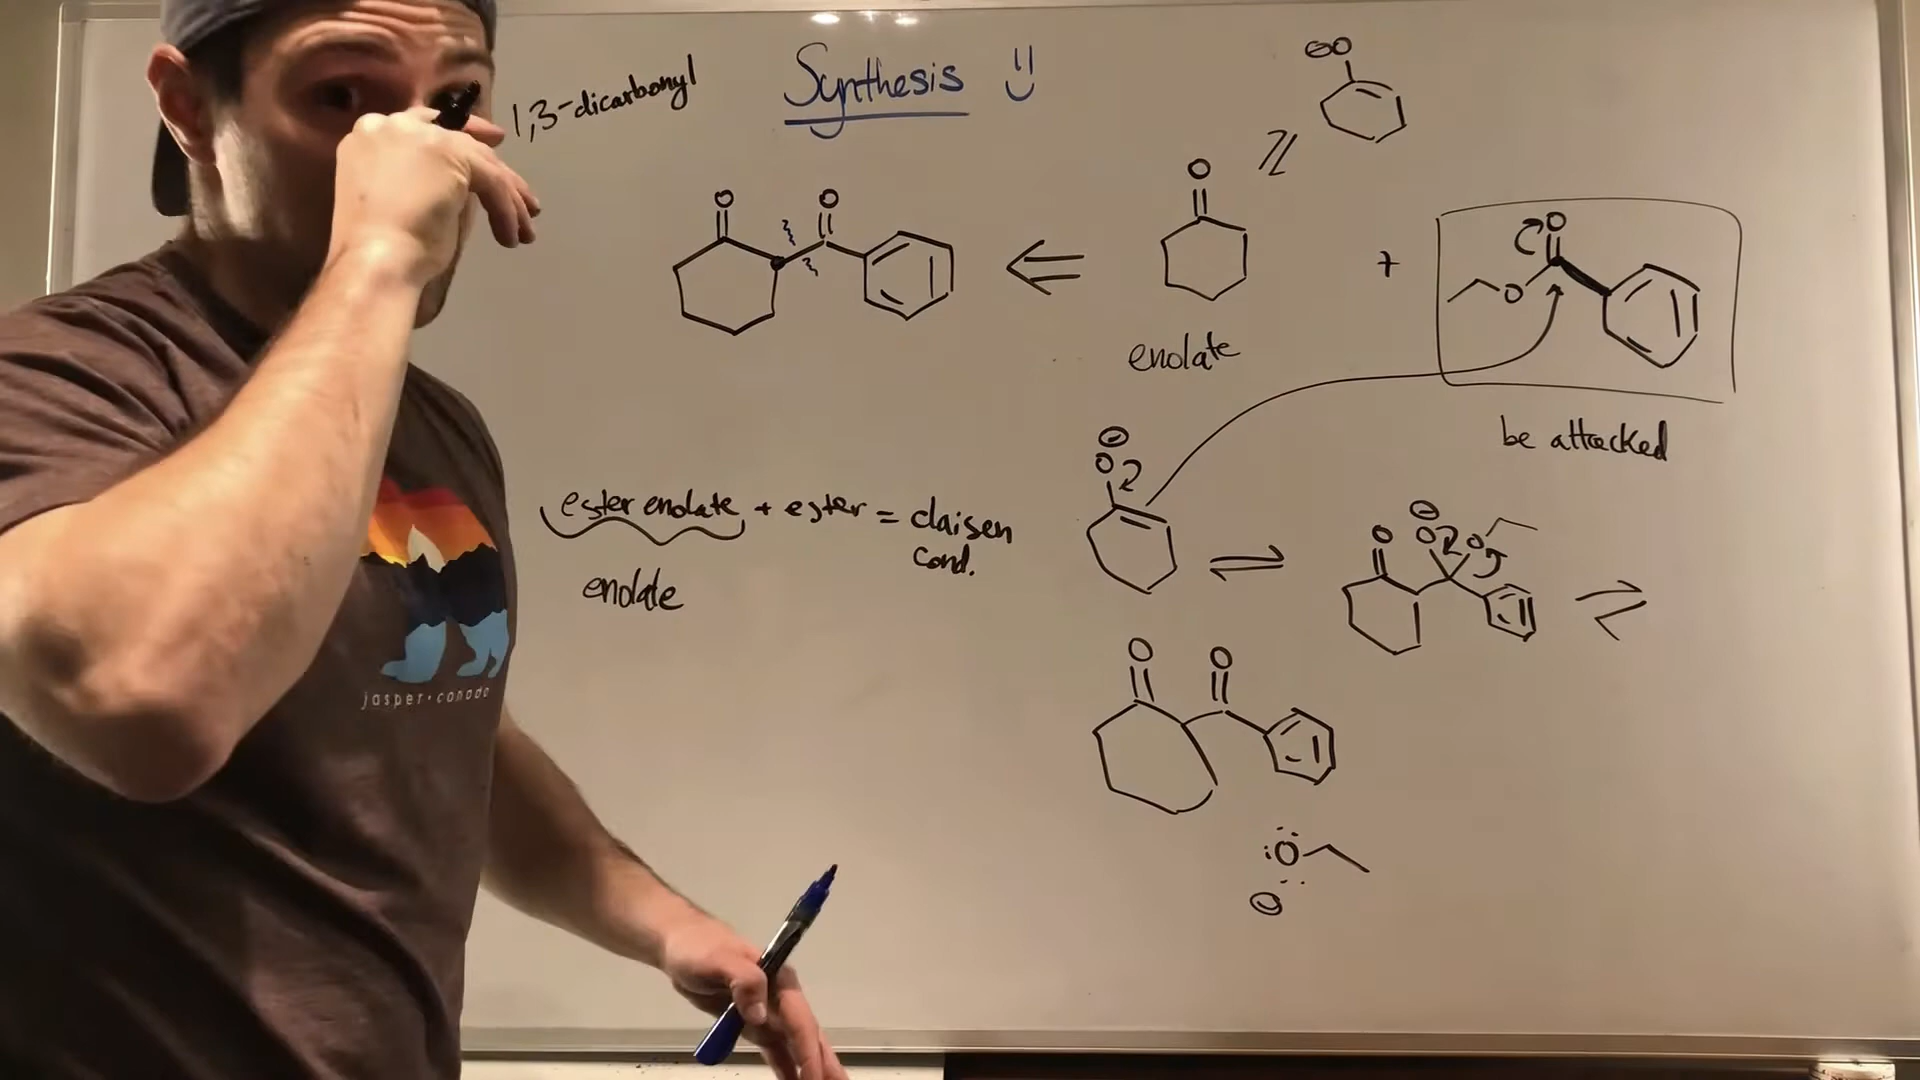 1,3-dicarbonyl
Synthesis
⊖O
O
O
O
O
+
O
O
enolate
be attacked
⊖
O
ester enolate + ester = claisen
cond.
enolate
O
⊖
O
O
O
O
O
⊖
jasper • canada